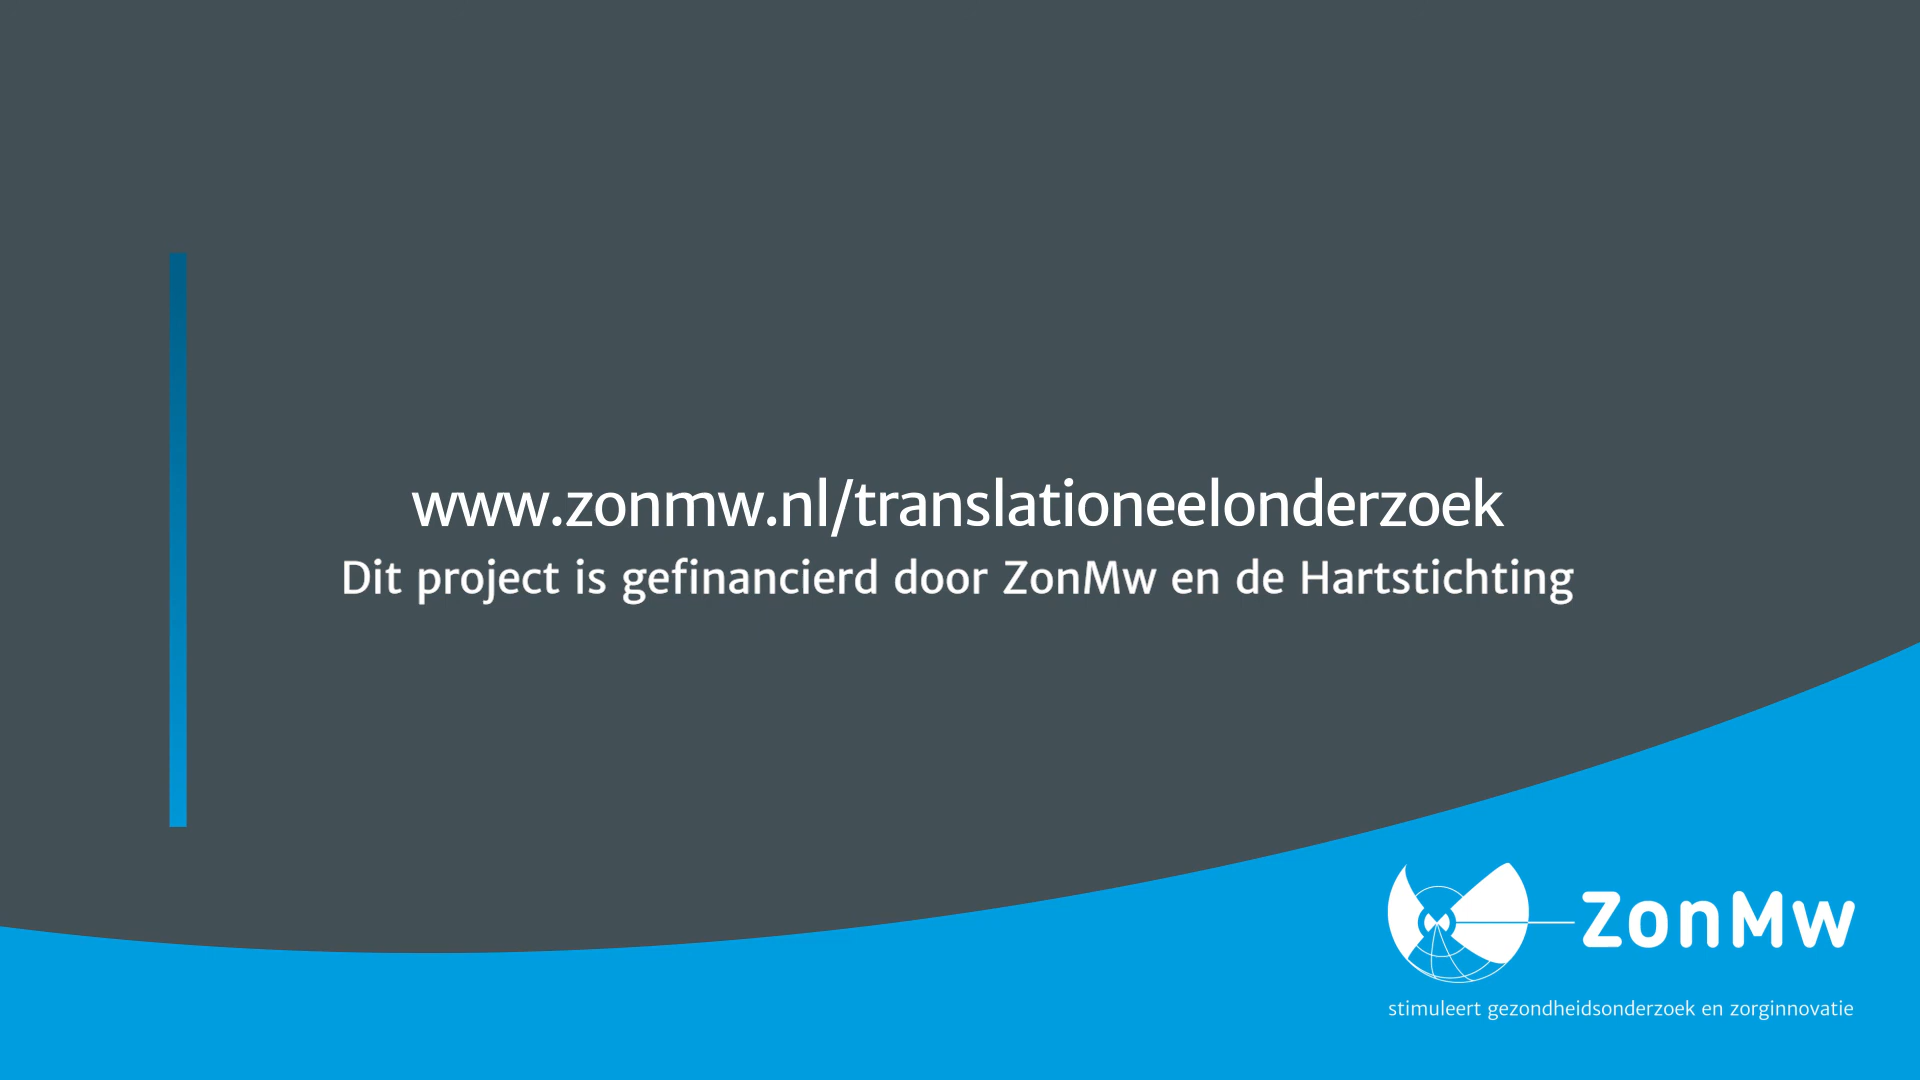 www.zonmw.nl/translationeelonderzoek
Dit project is gefinancierd door ZonMw en de Hartstichting
ZonMw
stimuleert gezondheidsonderzoek en zorginnovatie